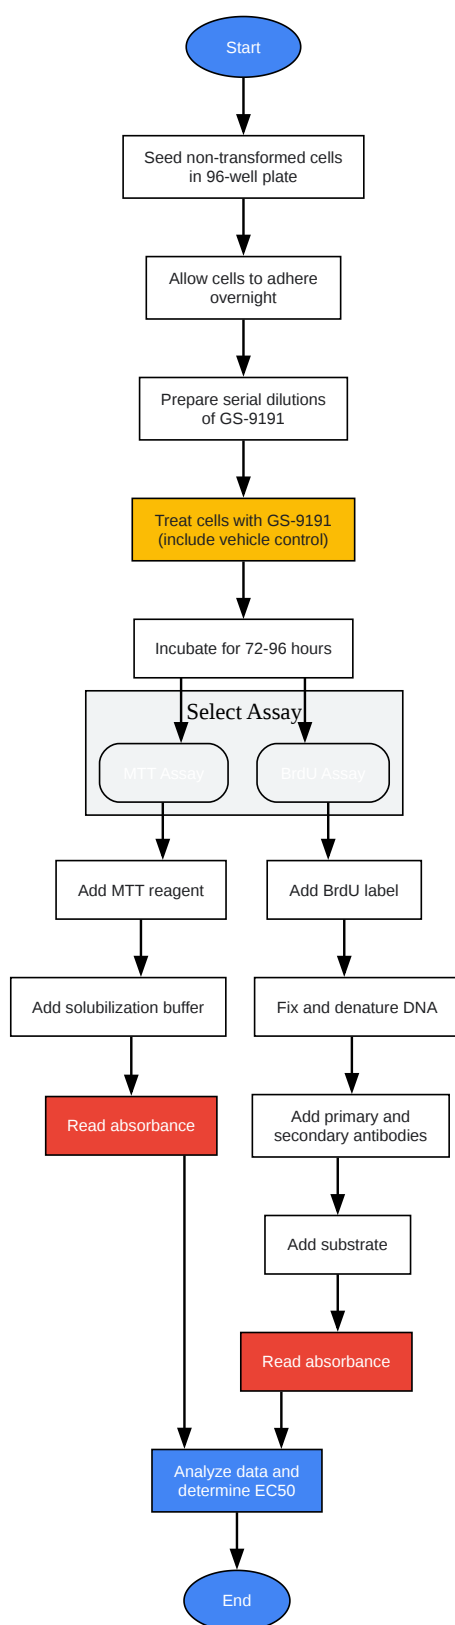 Start
Seed non-transformed cells
in 96-well plate
Allow cells to adhere
overnight
Prepare serial dilutions
of GS-9191
Treat cells with GS-9191
(include vehicle control)
Incubate for 72-96 hours
Select Assay
MTT Assay
BrdU Assay
Add MTT reagent
Add BrdU label
Add solubilization buffer
Fix and denature DNA
Read absorbance
Add primary and
secondary antibodies
Add substrate
Read absorbance
Analyze data and
determine EC50
End